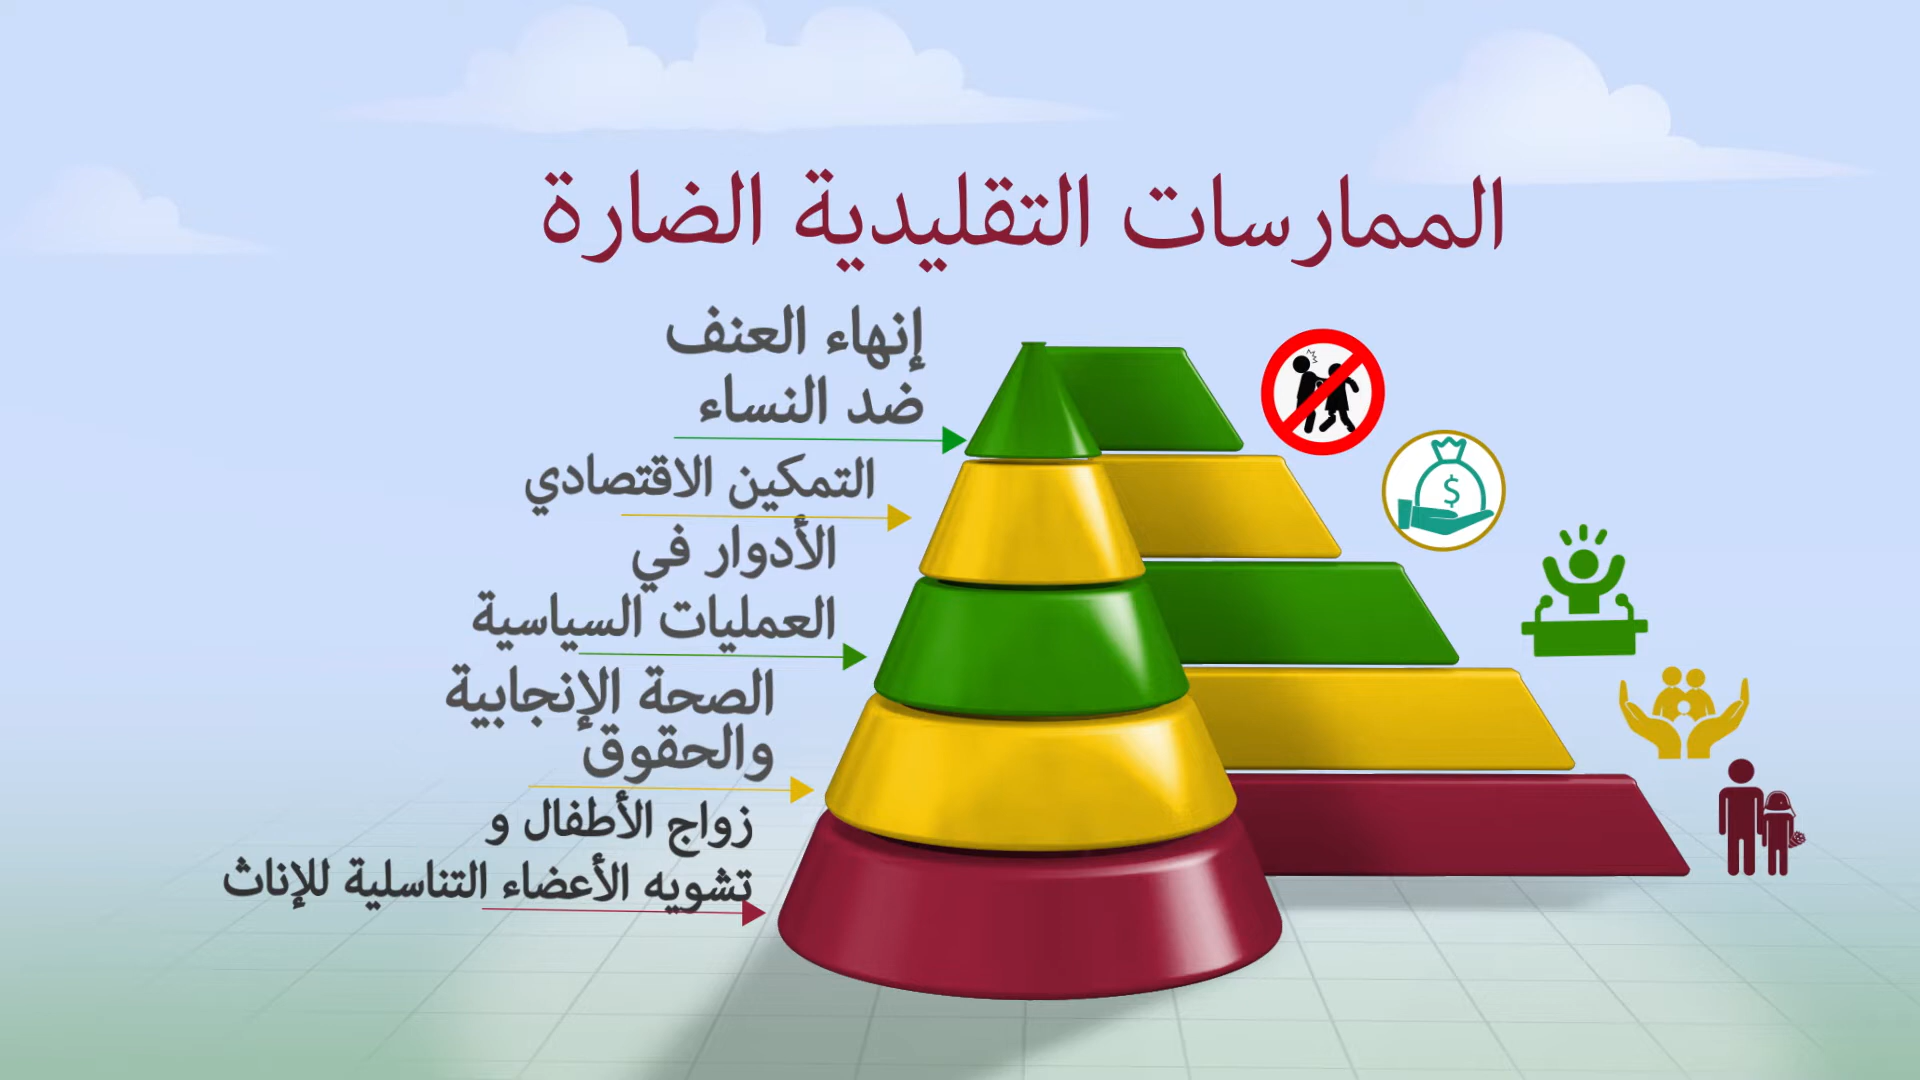 الممارسات التقليدية الضارة
إنهاء العنف
ضد النساء
التمكين الاقتصادي
الأدوار في
العمليات السياسية
الصحة الإنجابية
والحقوق
زواج الأطفال و
تشويه الأعضاء التناسلية للإناث
$